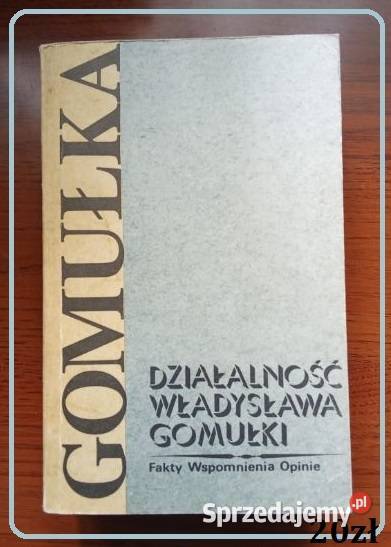 GOMUŁKA
DZIAŁALNOŚĆ
WŁADYSŁAWA
GOMUŁKI
Fakty Wspomnienia Opinie
Sprzedajemy.pl
20zł